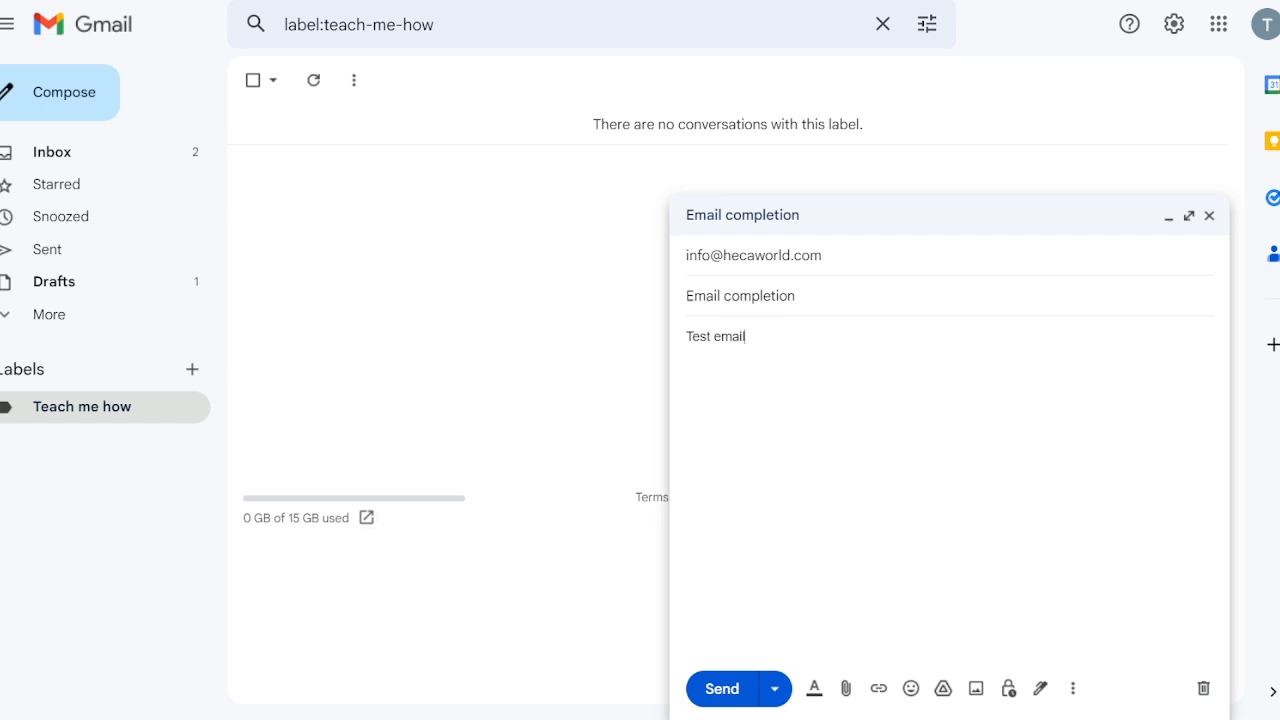 Gmail
label:teach-me-how
T
Compose
There are no conversations with this label.
Inbox 2
Starred
Snoozed
Sent
Drafts 1
More
Labels
Teach me how
Email completion
info@hecaworld.com
Email completion
Test email
Terms
0 GB of 15 GB used
Send
31